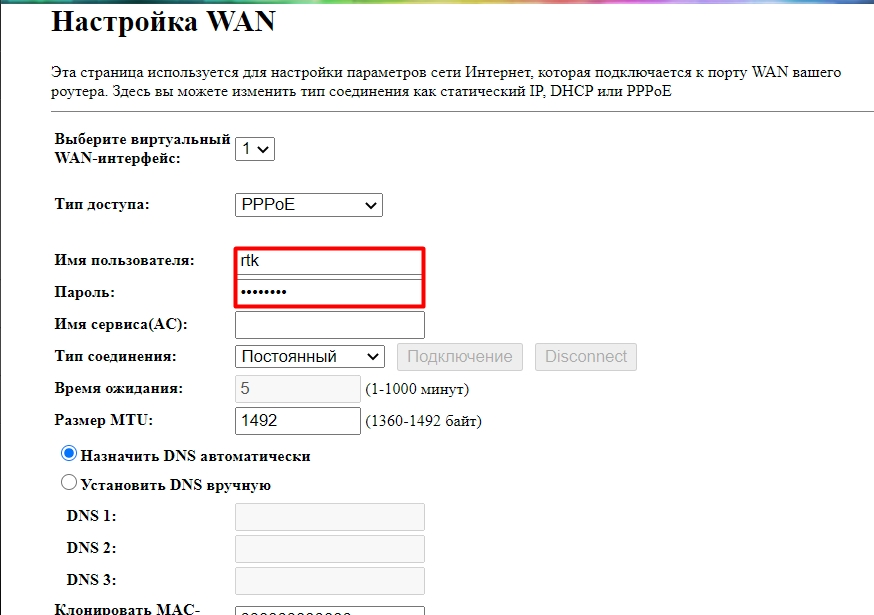 Настройка WAN
Эта страница используется для настройки параметров сети Интернет, которая подключается к порту WAN вашего
роутера. Здесь вы можете изменить тип соединения как статический IP, DHCP или PPPoE
Выберите виртуальный
WAN-интерфейс: 1
Тип доступа: PPPoE
Имя пользователя: rtk
Пароль: ••••••••
Имя сервиса(AC):
Тип соединения: Постоянный Подключение Disconnect
Время ожидания: 5 (1-1000 минут)
Размер MTU: 1492 (1360-1492 байт)
Назначить DNS автоматически
Установить DNS вручную
DNS 1:
DNS 2:
DNS 3:
Клонировать MAC-